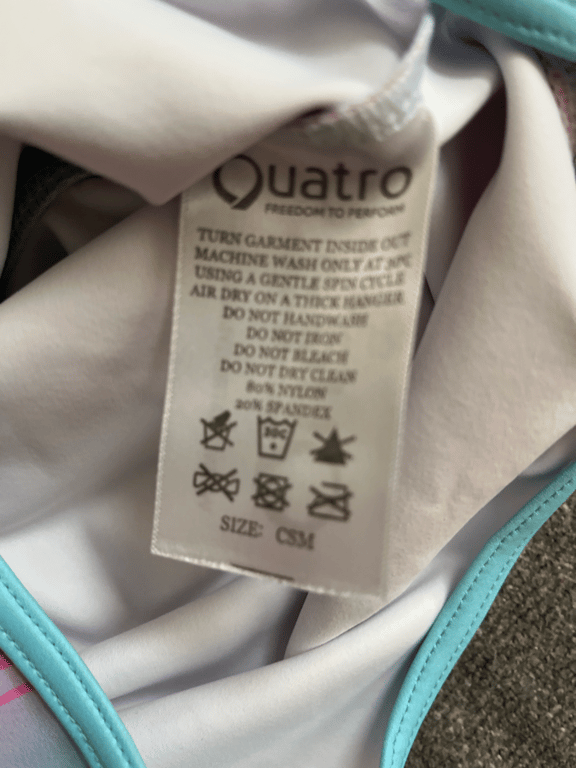 Quatro
FREEDOM TO PERFORM
TURN GARMENT INSIDE OUT
MACHINE WASH ONLY AT 30°C
USING A GENTLE SPIN CYCLE
AIR DRY ON A THICK HANGER
DO NOT HANDWASH
DO NOT IRON
DO NOT BLEACH
DO NOT DRY CLEAN
80% NYLON
20% SPANDEX
30C
SIZE: CSM